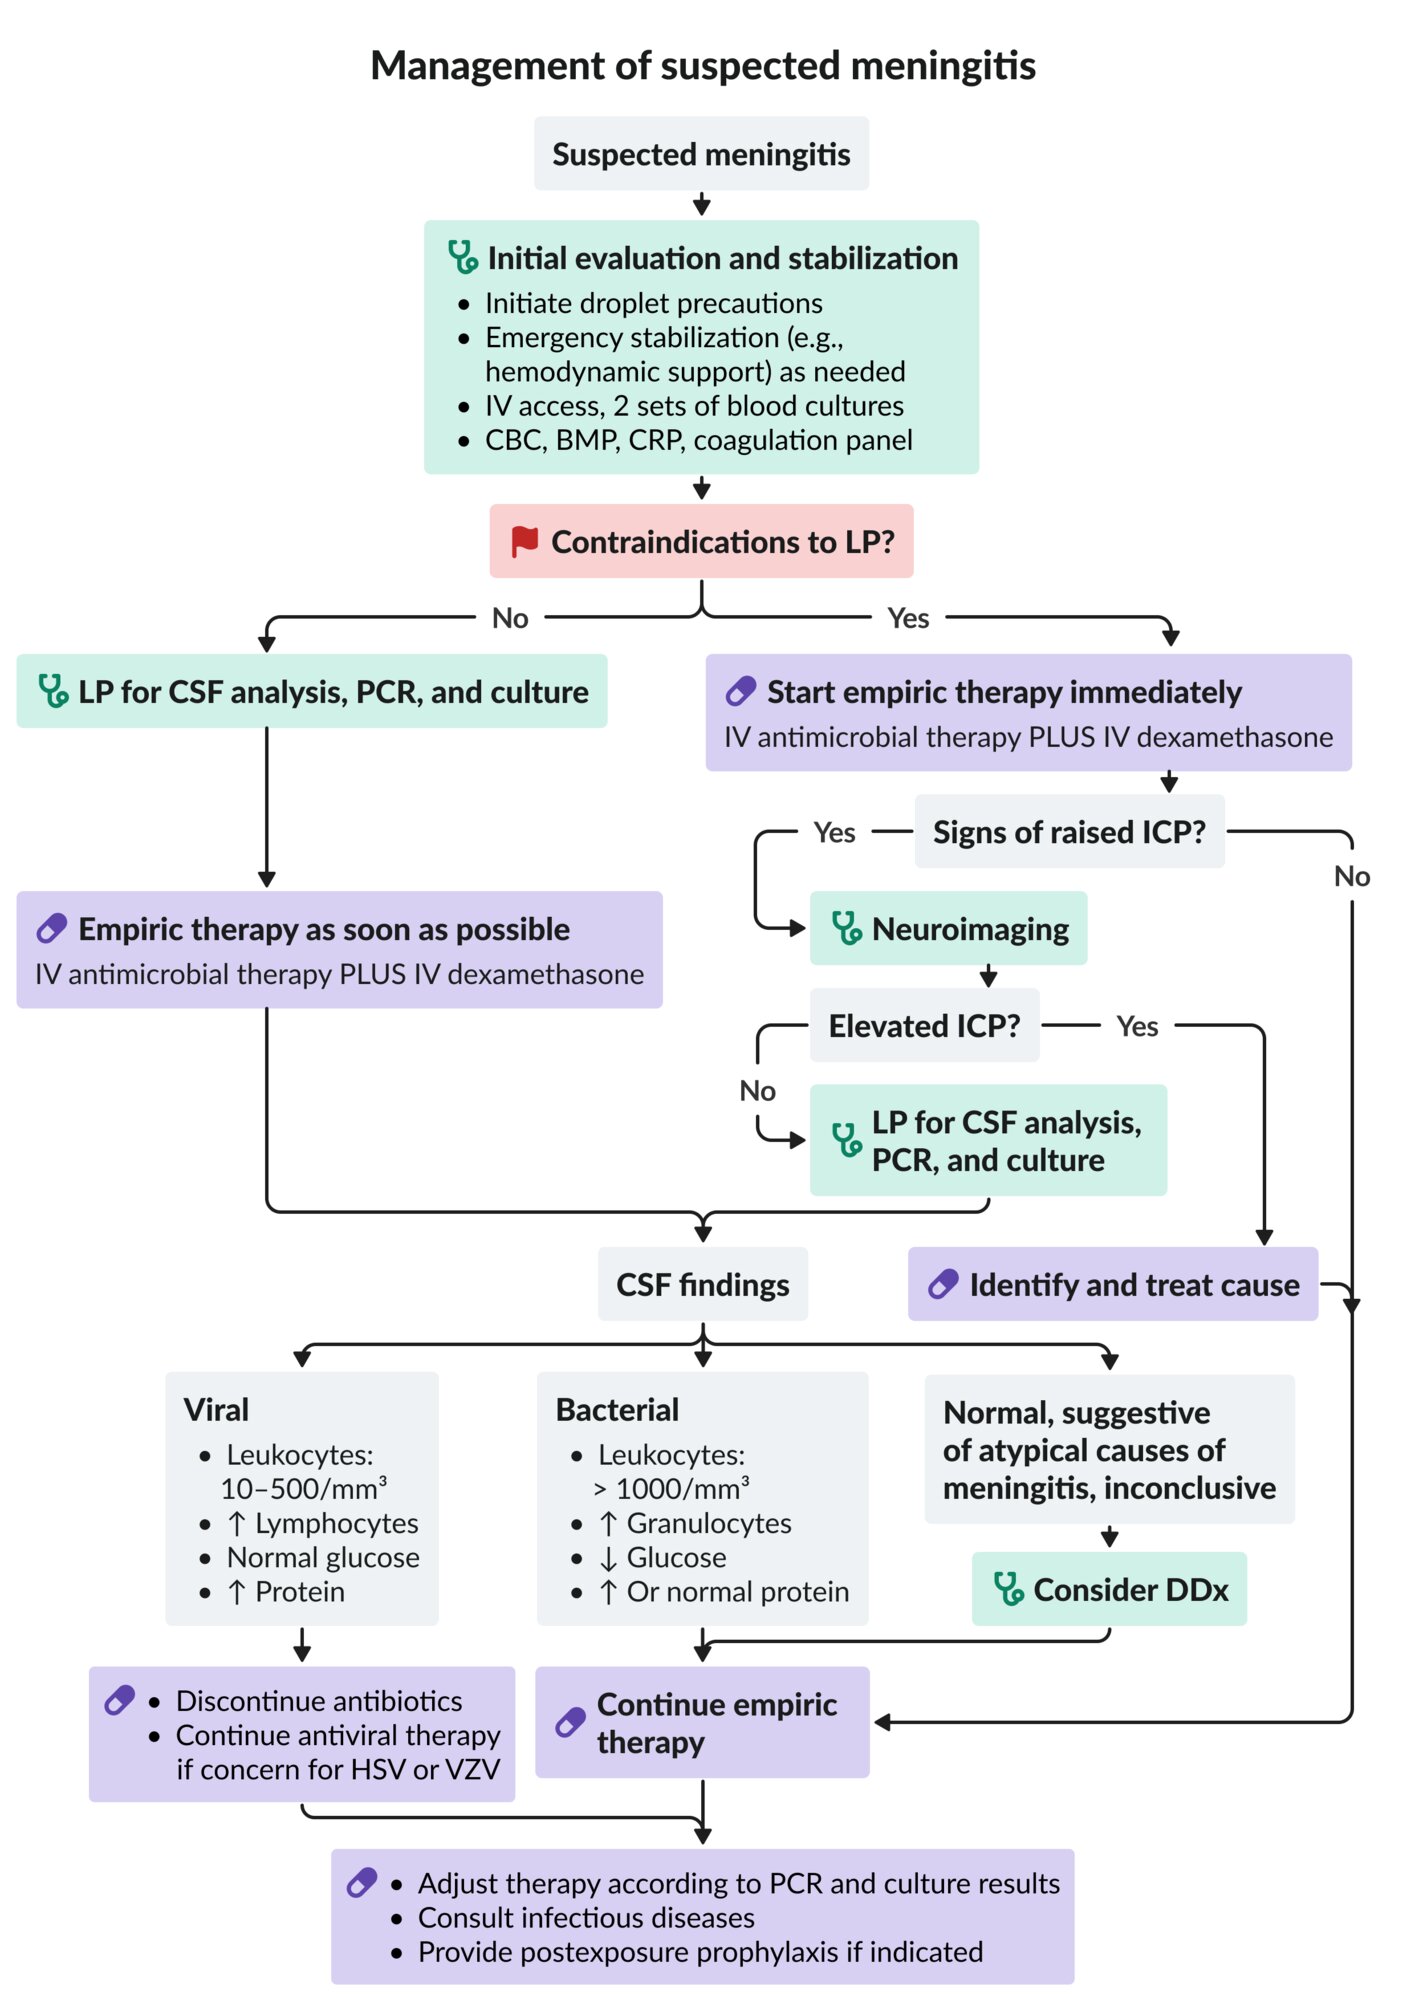 Management of suspected meningitis
Suspected meningitis
Initial evaluation and stabilization
• Initiate droplet precautions
• Emergency stabilization (e.g.,
hemodynamic support) as needed
• IV access, 2 sets of blood cultures
• CBC, BMP, CRP, coagulation panel
Contraindications to LP?
No
Yes
LP for CSF analysis, PCR, and culture
Start empiric therapy immediately
IV antimicrobial therapy PLUS IV dexamethasone
Signs of raised ICP?
Yes
No
Empiric therapy as soon as possible
IV antimicrobial therapy PLUS IV dexamethasone
Neuroimaging
Elevated ICP?
Yes
No
LP for CSF analysis,
PCR, and culture
CSF findings
Identify and treat cause
Viral
• Leukocytes:
10–500/mm³
• ↑ Lymphocytes
• Normal glucose
• ↑ Protein
Bacterial
• Leukocytes:
> 1000/mm³
• ↑ Granulocytes
• ↓ Glucose
• ↑ Or normal protein
Normal, suggestive
of atypical causes of
meningitis, inconclusive
Consider DDx
• Discontinue antibiotics
• Continue antiviral therapy
if concern for HSV or VZV
Continue empiric
therapy
• Adjust therapy according to PCR and culture results
• Consult infectious diseases
• Provide postexposure prophylaxis if indicated